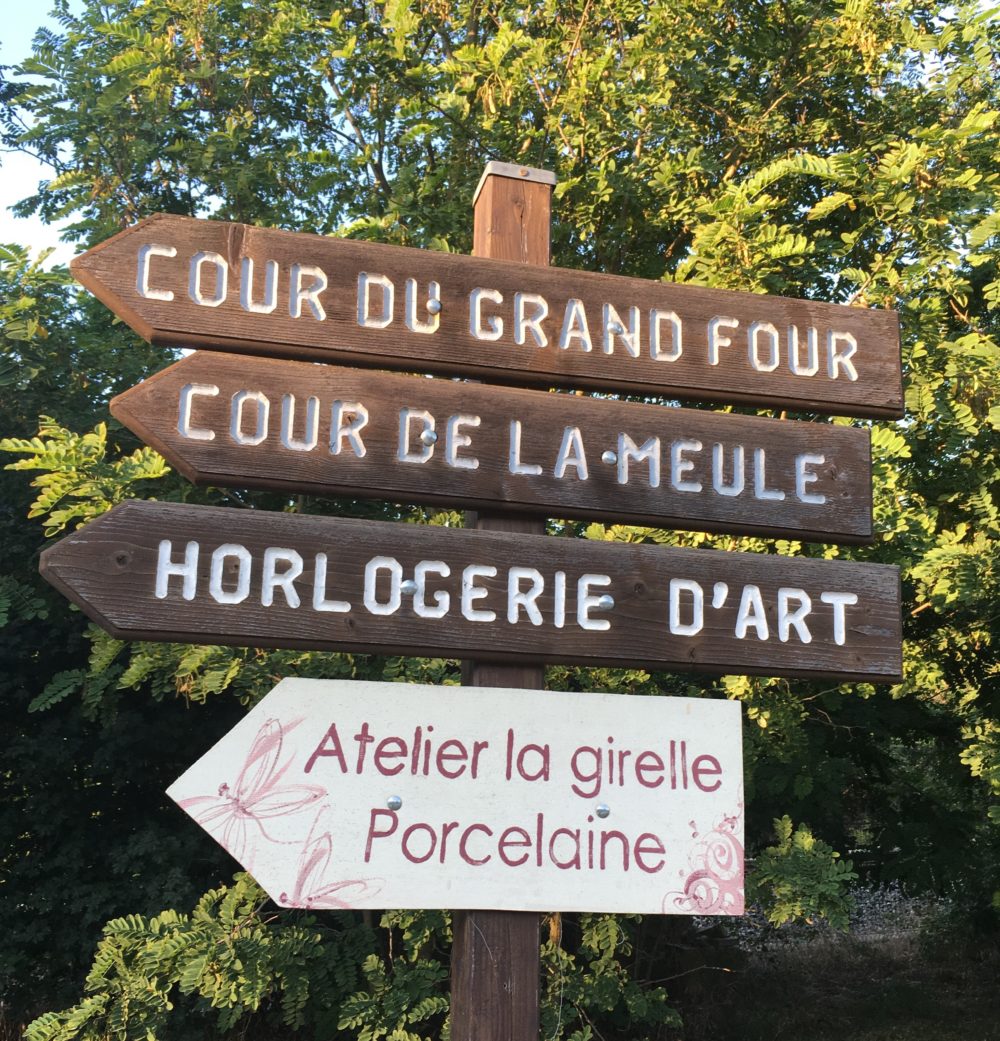 COUR DU GRAND FOUR
COUR DE LA MEULE
HORLOGERIE D'ART
Atelier la girelle
Porcelaine